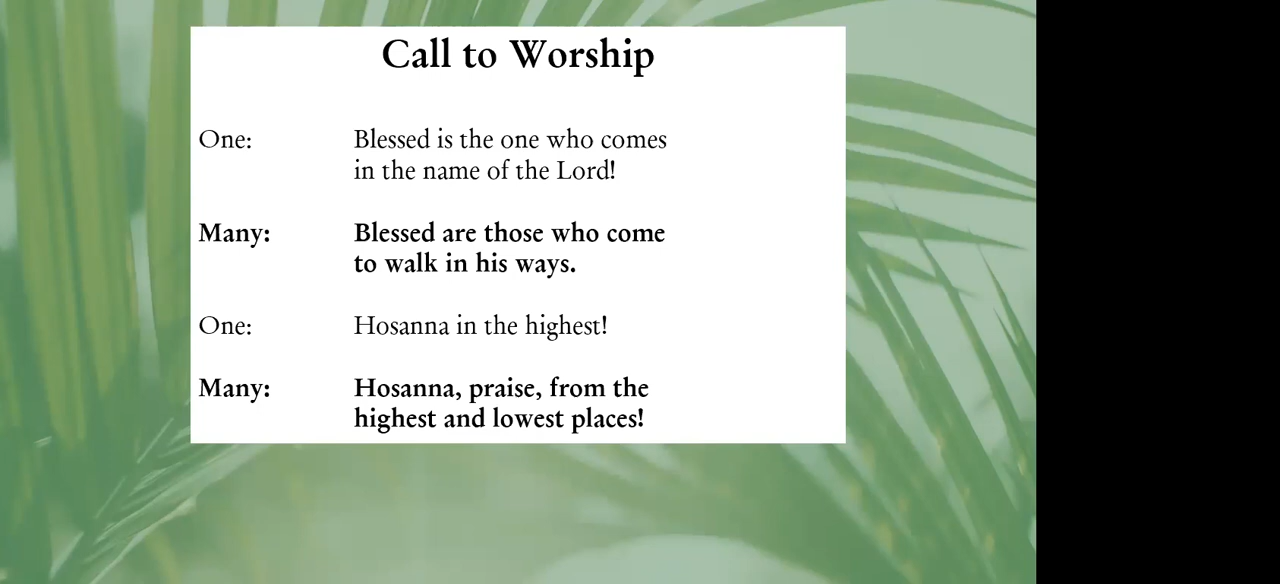 Call to Worship
One: Blessed is the one who comes
in the name of the Lord!
Many: Blessed are those who come
to walk in his ways.
One: Hosanna in the highest!
Many: Hosanna, praise, from the
highest and lowest places!